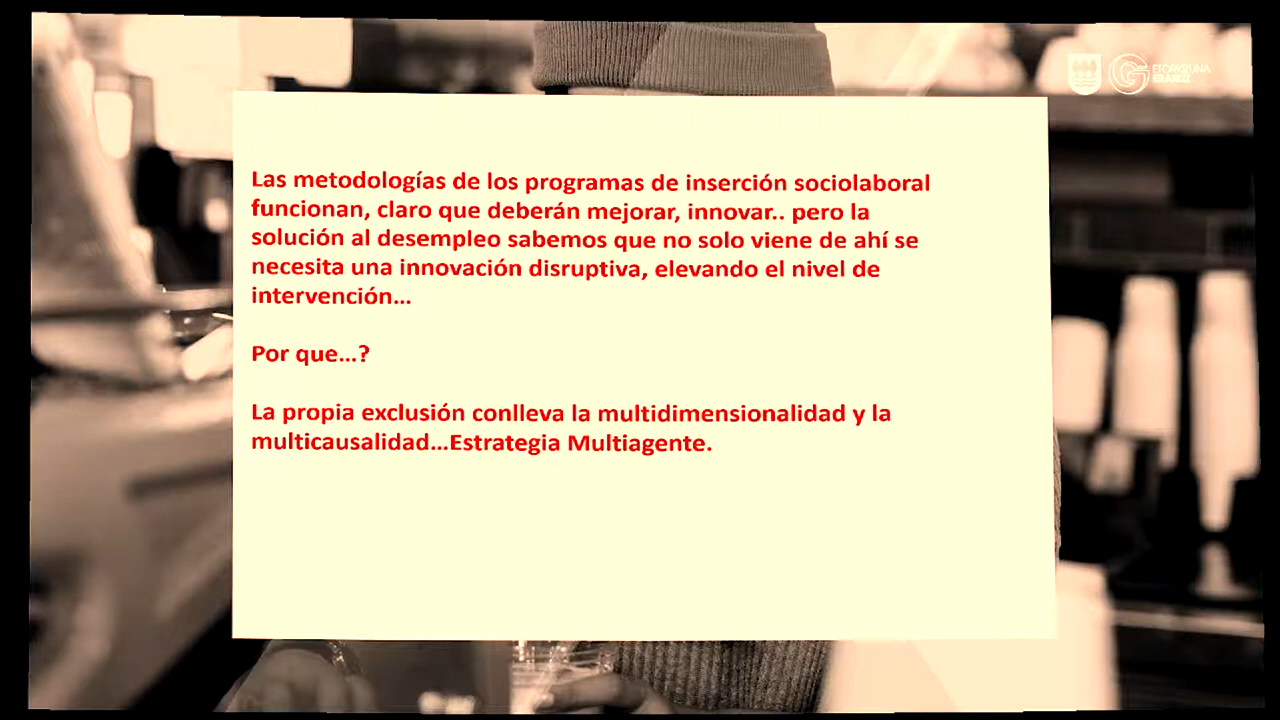 ETORKIZUNA
ERAIKIZ
Las metodologías de los programas de inserción sociolaboral
funcionan, claro que deberán mejorar, innovar.. pero la
solución al desempleo sabemos que no solo viene de ahí se
necesita una innovación disruptiva, elevando el nivel de
intervención...
Por que...?
La propia exclusión conlleva la multidimensionalidad y la
multicausalidad...Estrategia Multiagente.